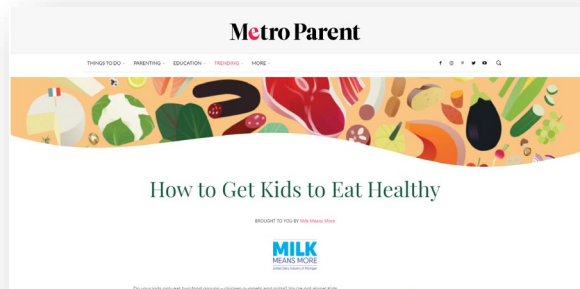 Metro Parent
THINGS TO DO PARENTING EDUCATION TRENDING MORE
How to Get Kids to Eat Healthy
BROUGHT TO YOU BY Milk Means More
MILK
MEANS MORE